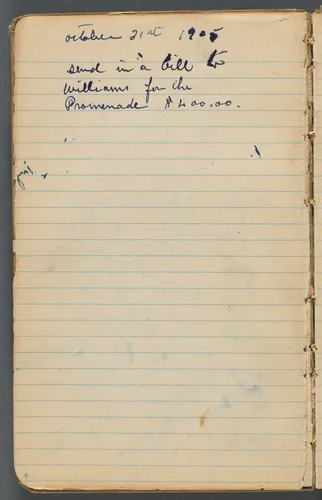 october 21st 1905
send in a bill to
Williams for the
Promenade $400.00.